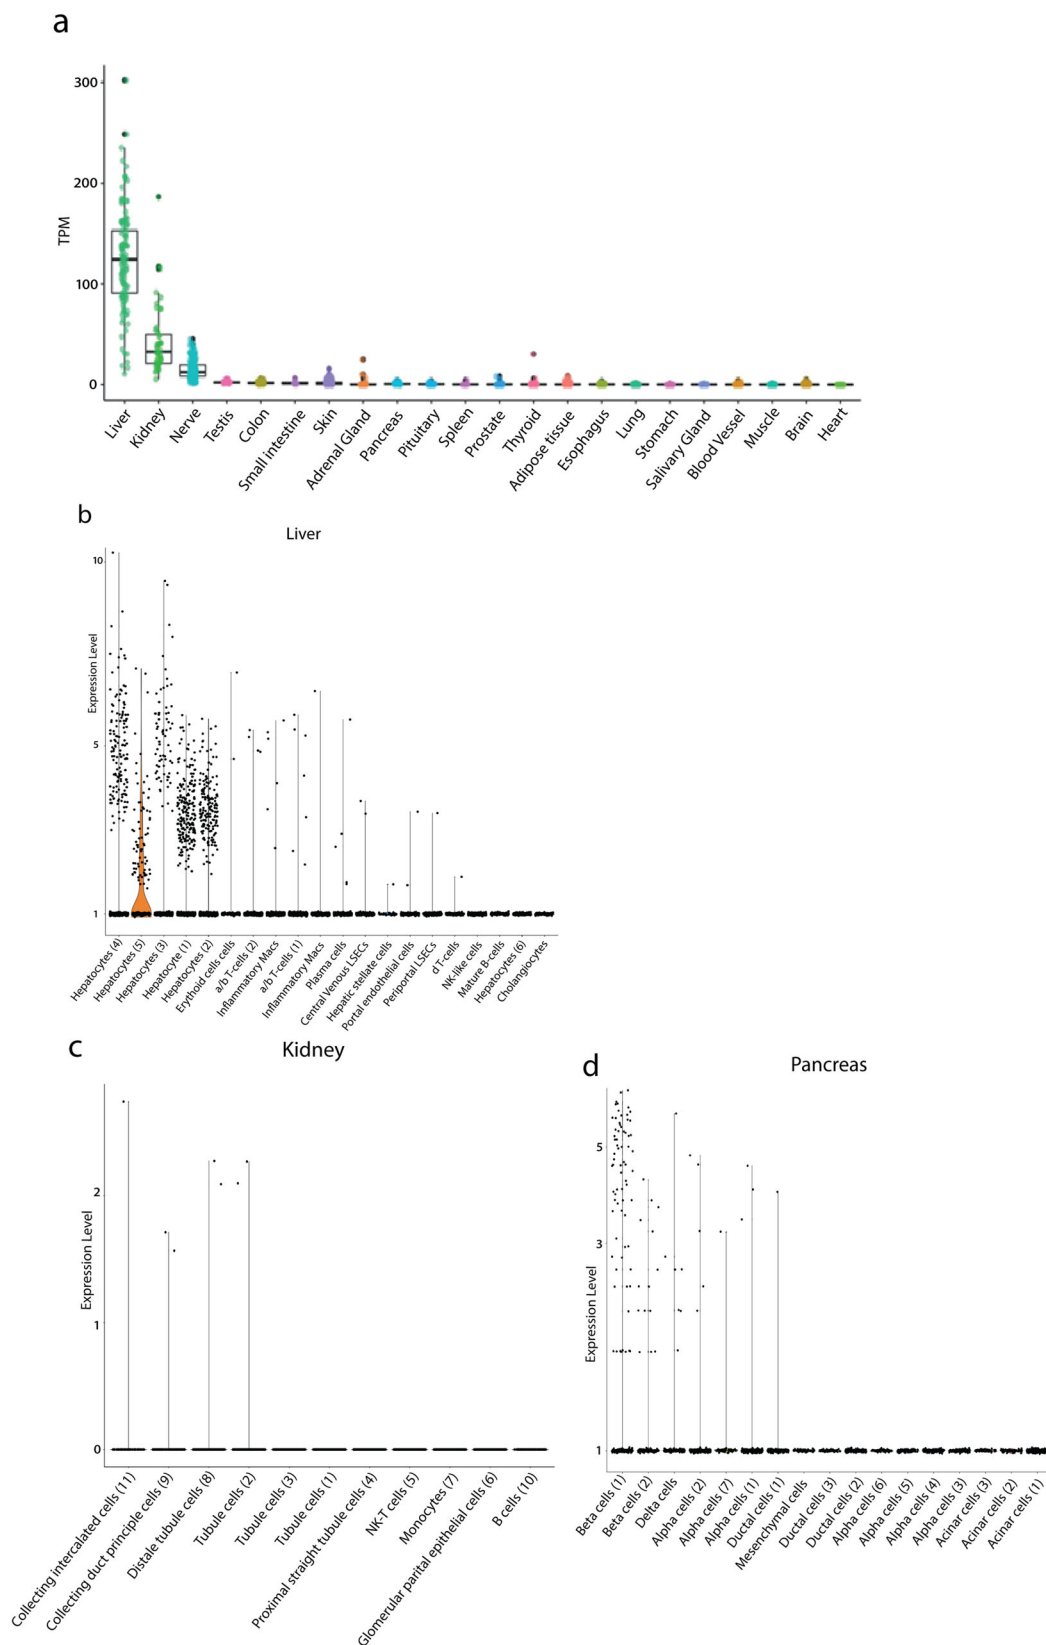 a
300
200
100
0
TPM
Liver
Kidney
Nerve
Testis
Colon
Small intestine
Skin
Adrenal Gland
Pancreas
Pituitary
Spleen
Prostate
Thyroid
Adipose tissue
Esophagus
Lung
Stomach
Salivary Gland
Blood Vessel
Muscle
Brain
Heart
b
Liver
10
5
1
Expression Level
Hepatocytes (4)
Hepatocytes (5)
Hepatocytes (3)
Hepatocyte (1)
Hepatocytes (2)
Erythoid cells cells
a/b T-cells (2)
Inflammatory Macs
a/b T-cells (1)
Inflammatory Macs
Plasma cells
Central Venous LSECs
Hepatic stellate cells
Portal endothelial cells
Periportal LSECs
d T-cells
NK-like cells
Mature B-cells
Hepatocytes (6)
Cholangiocytes
c
Kidney
2
1
0
Expression Level
Collecting intercalated cells (11)
Collecting duct principle cells (9)
Distale tubule cells (8)
Tubule cells (2)
Tubule cells (3)
Tubule cells (1)
Proximal straight tubule cells (4)
NK-T cells (5)
Monocytes (7)
Glomerular parital epithelial cells (6)
B cells (10)
d
Pancreas
5
3
1
Expression Level
Beta cells (1)
Beta cells (2)
Delta cells
Alpha cells (2)
Alpha cells (7)
Alpha cells (1)
Ductal cells (1)
Mesenchymal cells
Ductal cells (3)
Ductal cells (2)
Alpha cells (6)
Alpha cells (5)
Alpha cells (4)
Alpha cells (3)
Acinar cells (3)
Acinar cells (2)
Acinar cells (1)